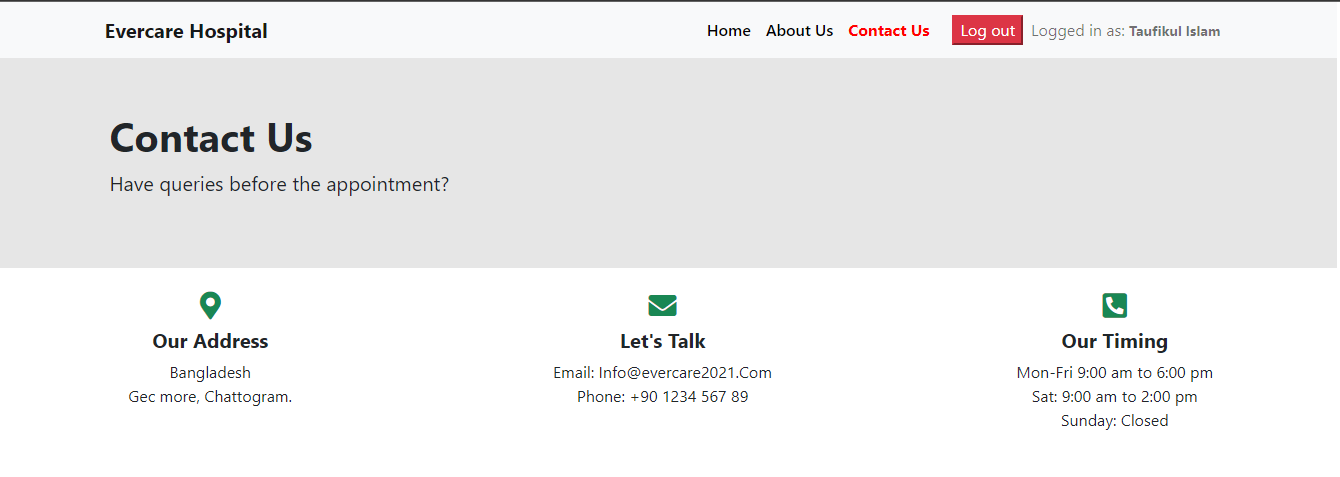 Evercare Hospital
Home About Us Contact Us Log out Logged in as: Taufikul Islam
Contact Us
Have queries before the appointment?
Our Address
Bangladesh
Gec more, Chattogram.
Let's Talk
Email: Info@evercare2021.Com
Phone: +90 1234 567 89
Our Timing
Mon-Fri 9:00 am to 6:00 pm
Sat: 9:00 am to 2:00 pm
Sunday: Closed